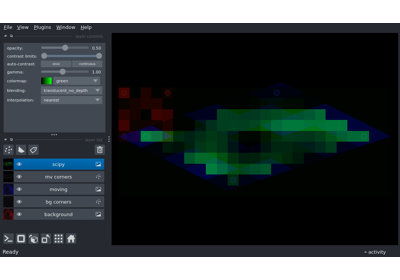 File View Plugins Window Help
opacity: 0.50
contrast limits:
auto-contrast: once continuous
gamma: 1.00
colormap: green
blending: translucent_no_depth
interpolation: nearest
scipy
mv corners
moving
bg corners
background
Ready
activity